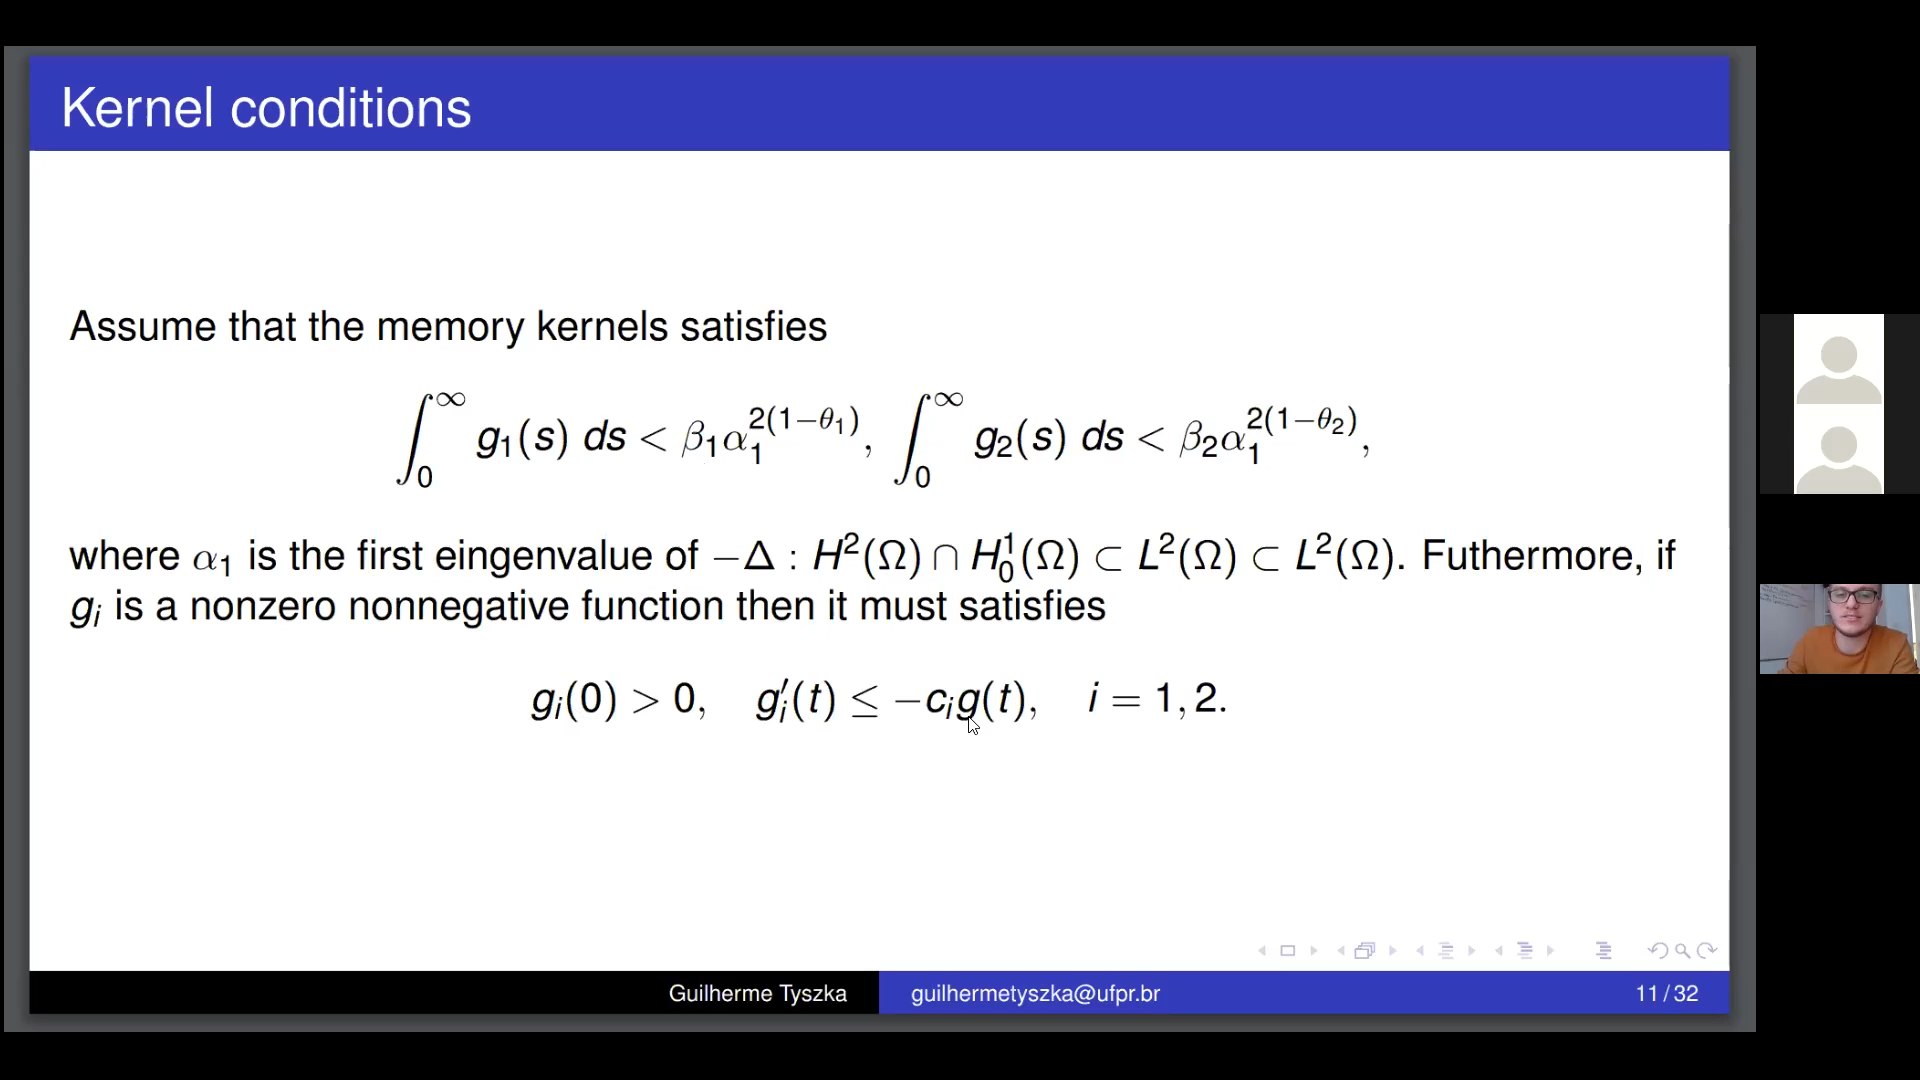 Kernel conditions
Assume that the memory kernels satisfies
∫₀^∞ g₁(s) ds < β₁α₁^{2(1−θ₁)}, ∫₀^∞ g₂(s) ds < β₂α₁^{2(1−θ₂)},
where α₁ is the first eingenvalue of −Δ : H²(Ω) ∩ H¹₀(Ω) ⊂ L²(Ω) ⊂ L²(Ω). Futhermore, if
gᵢ is a nonzero nonnegative function then it must satisfies
gᵢ(0) > 0, gᵢ′(t) ≤ −cᵢg(t), i = 1, 2.
Guilherme Tyszka guilhermetyszka@ufpr.br 11 / 32